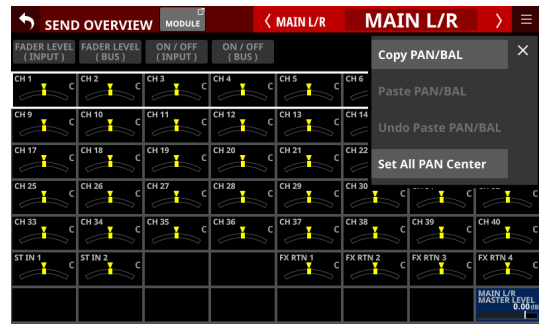 SEND OVERVIEW MODULE MAIN L/R MAIN L/R
FADER LEVEL FADER LEVEL ON / OFF ON / OFF
( INPUT ) ( BUS ) ( INPUT ) ( BUS )
Copy PAN/BAL
Paste PAN/BAL
Undo Paste PAN/BAL
Set All PAN Center
CH 1 C CH 2 C CH 3 C CH 4 C CH 5 C CH 6
CH 9 C CH 10 C CH 11 C CH 12 C CH 13 C CH 14
CH 17 C CH 18 C CH 19 C CH 20 C CH 21 C CH 22
CH 25 C CH 26 C CH 27 C CH 28 C CH 29 C CH 30 C C C
CH 33 C CH 34 C CH 35 C CH 36 C CH 37 C CH 38 C CH 39 C CH 40 C
ST IN 1 C ST IN 2 C FX RTN 1 C FX RTN 2 C FX RTN 3 C FX RTN 4 C
MAIN L/R
MASTER LEVEL
0.00dB